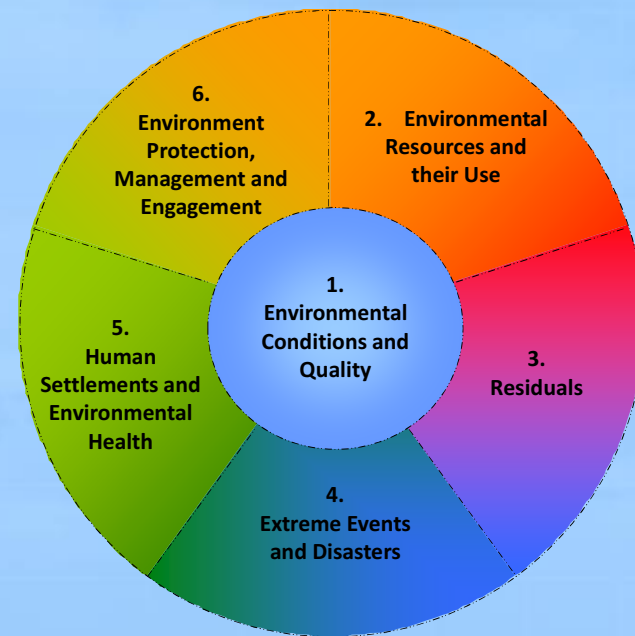 1.
Environmental
Conditions and
Quality
2. Environmental
Resources and
their Use
3.
Residuals
4.
Extreme Events
and Disasters
5.
Human
Settlements and
Environmental
Health
6.
Environment
Protection,
Management and
Engagement